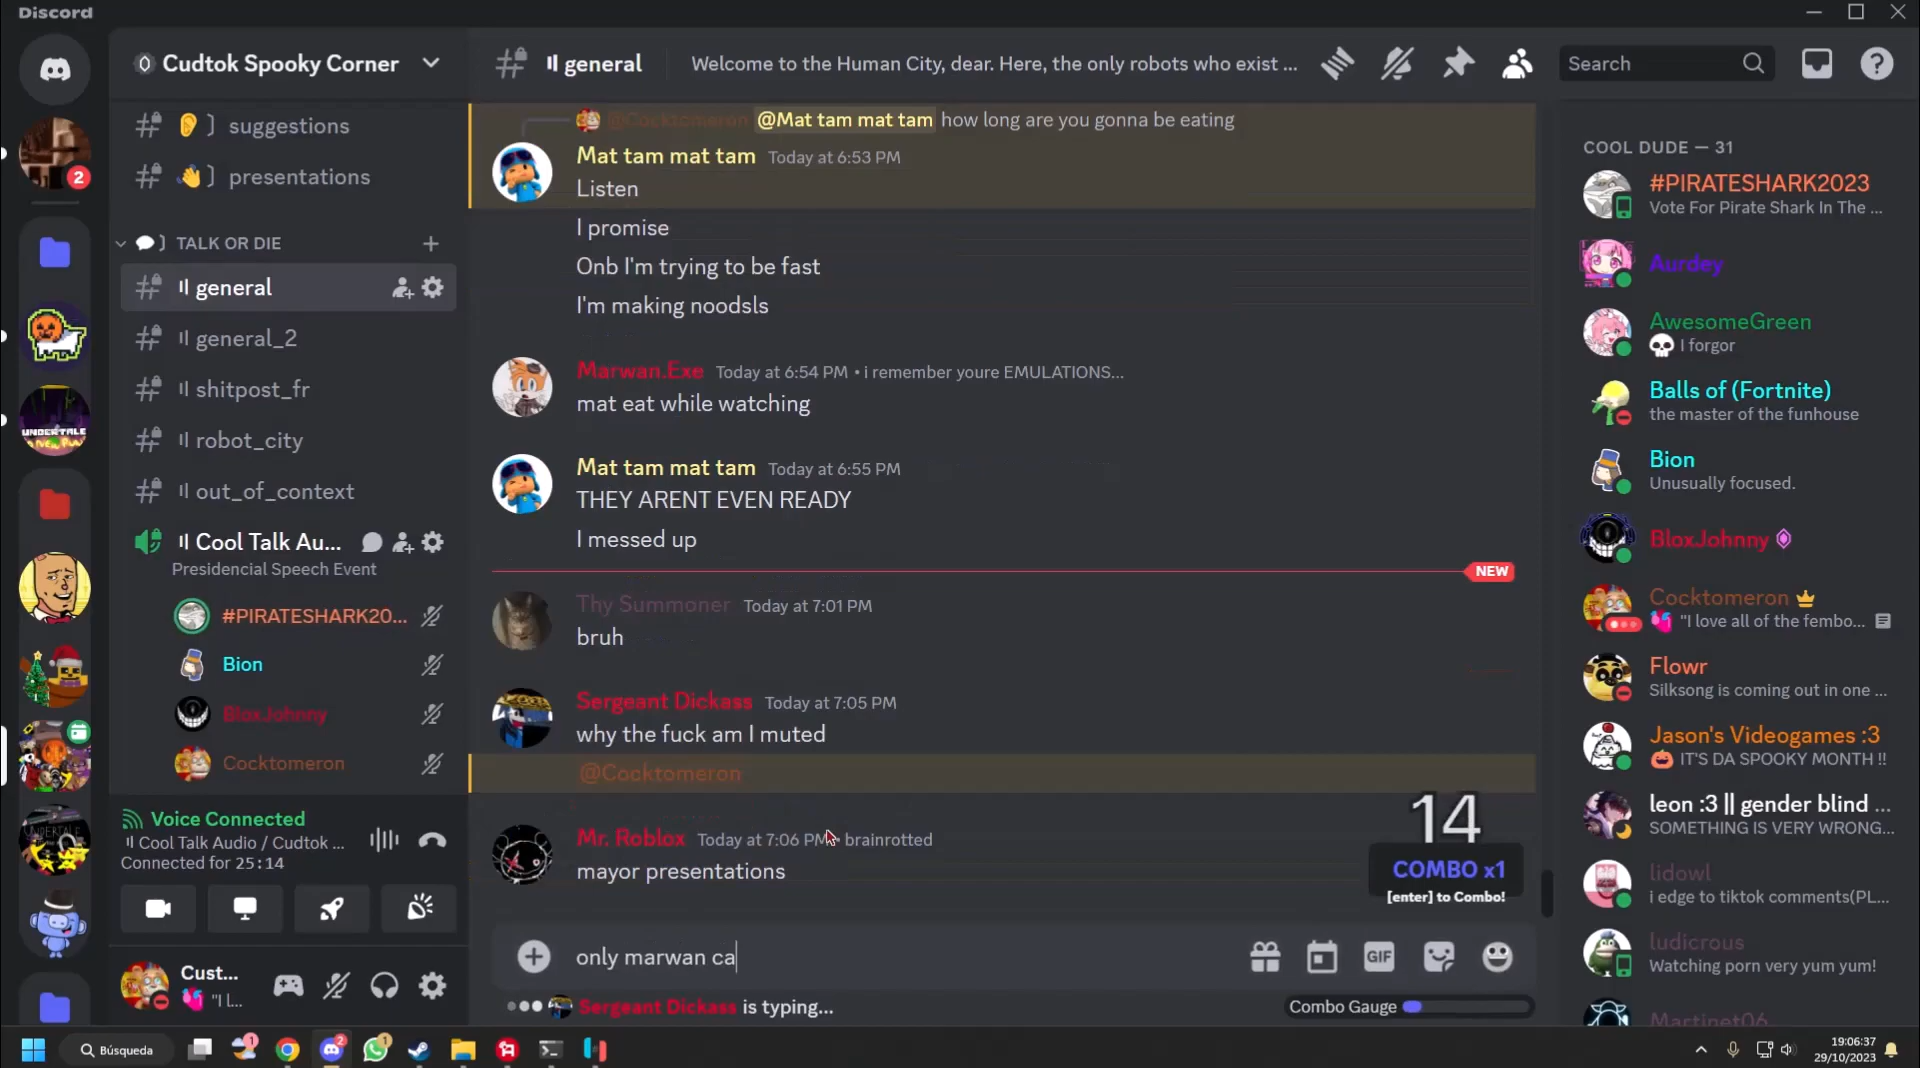 Discord
Cudtok Spooky Corner
suggestions
presentations
TALK OR DIE
general
general_2
shitpost_fr
robot_city
out_of_context
Cool Talk Au...
Presidencial Speech Event
#PIRATESHARK20...
Bion
BloxJohnny
Cocktomeron
Voice Connected
Cool Talk Audio / Cudtok ...
Connected for 25:14
Cust...
"I l...
2
general
Welcome to the Human City, dear. Here, the only robots who exist ...
Search
@Cocktomeron @Mat tam mat tam how long are you gonna be eating
Mat tam mat tam Today at 6:53 PM
Listen
I promise
Onb I'm trying to be fast
I'm making noodsls
Marwan.Exe Today at 6:54 PM • i remember youre EMULATIONS...
mat eat while watching
Mat tam mat tam Today at 6:55 PM
THEY ARENT EVEN READY
I messed up
NEW
Thy Summoner Today at 7:01 PM
bruh
Sergeant Dickass Today at 7:05 PM
why the fuck am I muted
@Cocktomeron
Mr. Roblox Today at 7:06 PM • brainrotted
mayor presentations
14
COMBO x1
[enter] to Combo!
only marwan ca
GIF
Sergeant Dickass is typing...
Combo Gauge
COOL DUDE — 31
#PIRATESHARK2023
Vote For Pirate Shark In The ...
Aurdey
AwesomeGreen
I forgor
Balls of (Fortnite)
the master of the funhouse
Bion
Unusually focused.
BloxJohnny
Cocktomeron
"I love all of the fembo...
Flowr
Silksong is coming out in one ...
Jason's Videogames :3
IT'S DA SPOOKY MONTH !!
leon :3 || gender blind ...
SOMETHING IS VERY WRONG...
lidowl
i edge to tiktok comments(PL...
ludicrous
Watching porn very yum yum!
Martinet06
UNDERTALE
Búsqueda
1
2
1
19:06:37
29/10/2023